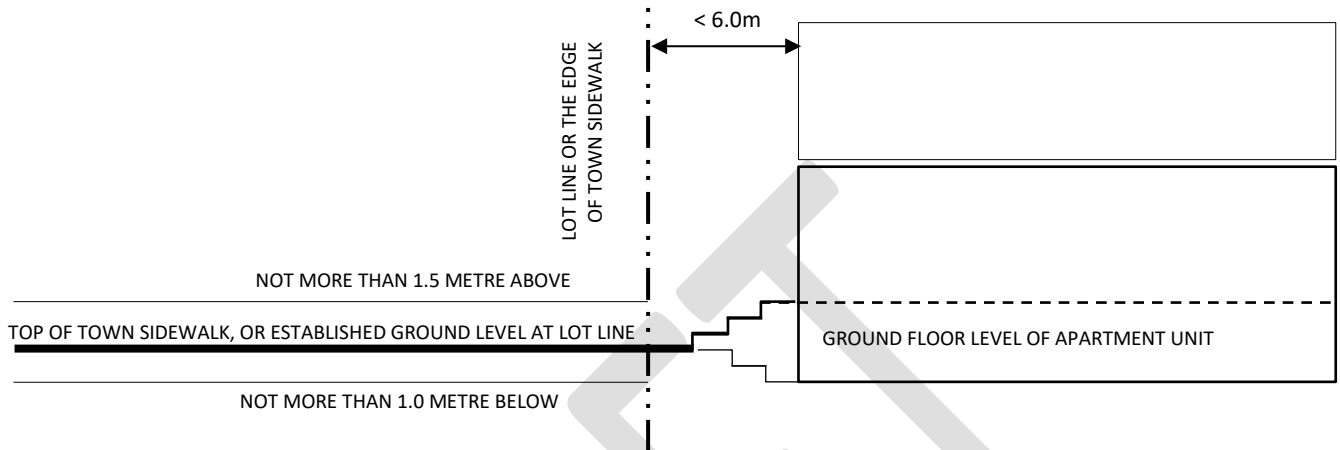 < 6.0m
LOT LINE OR THE EDGE
OF TOWN SIDEWALK
NOT MORE THAN 1.5 METRE ABOVE
TOP OF TOWN SIDEWALK, OR ESTABLISHED GROUND LEVEL AT LOT LINE
GROUND FLOOR LEVEL OF APARTMENT UNIT
NOT MORE THAN 1.0 METRE BELOW